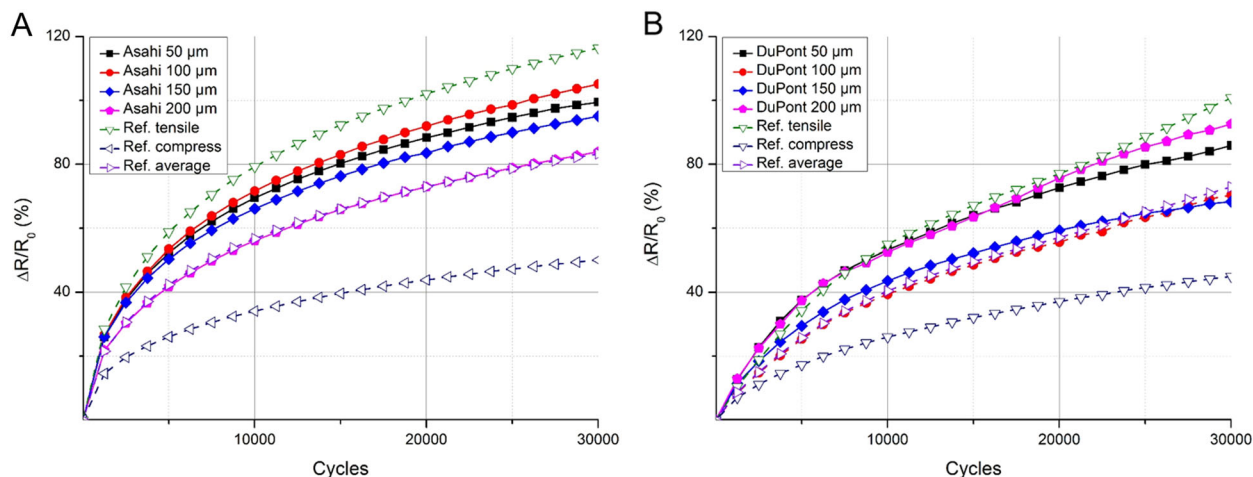 A
120
80
40
ΔR/R0 (%)
Asahi 50 µm
Asahi 100 µm
Asahi 150 µm
Asahi 200 µm
Ref. tensile
Ref. compress
Ref. average
10000 20000 30000
Cycles
B
120
80
40
ΔR/R0 (%)
DuPont 50 µm
DuPont 100 µm
DuPont 150 µm
DuPont 200 µm
Ref. tensile
Ref. compress
Ref. average
10000 20000 30000
Cycles